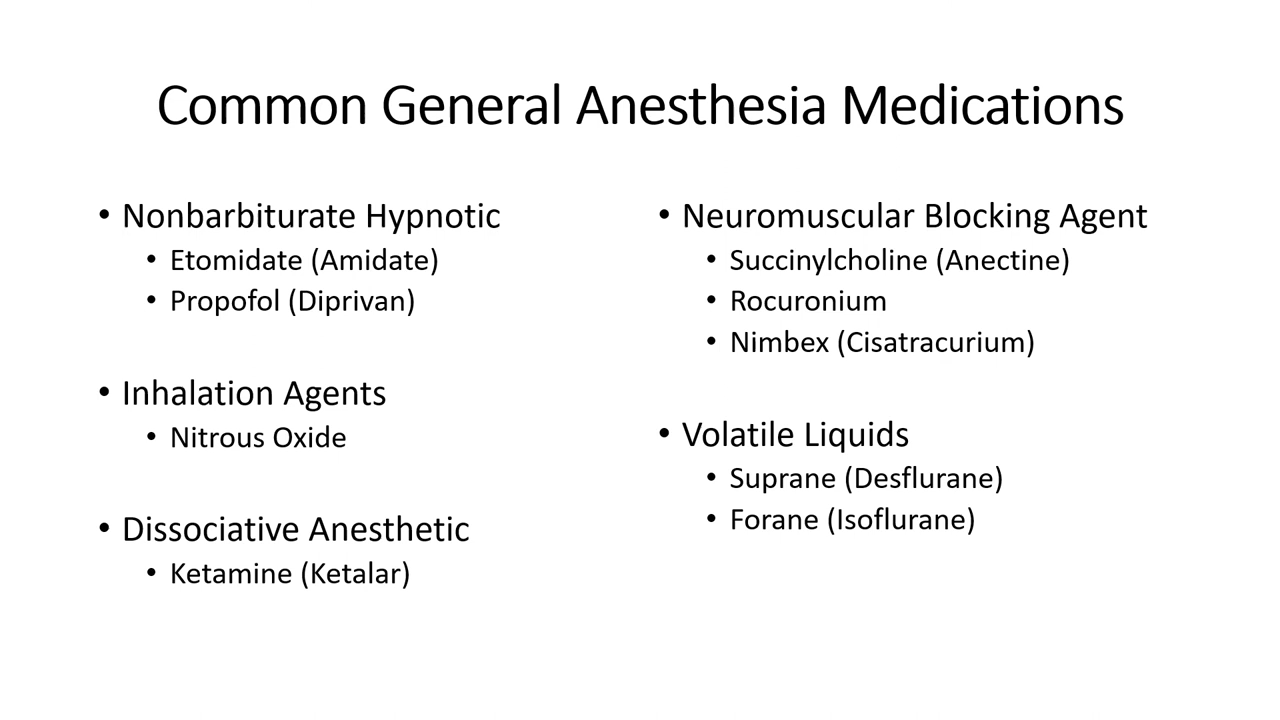 Common General Anesthesia Medications
• Nonbarbiturate Hypnotic
• Etomidate (Amidate)
• Propofol (Diprivan)
• Inhalation Agents
• Nitrous Oxide
• Dissociative Anesthetic
• Ketamine (Ketalar)
• Neuromuscular Blocking Agent
• Succinylcholine (Anectine)
• Rocuronium
• Nimbex (Cisatracurium)
• Volatile Liquids
• Suprane (Desflurane)
• Forane (Isoflurane)